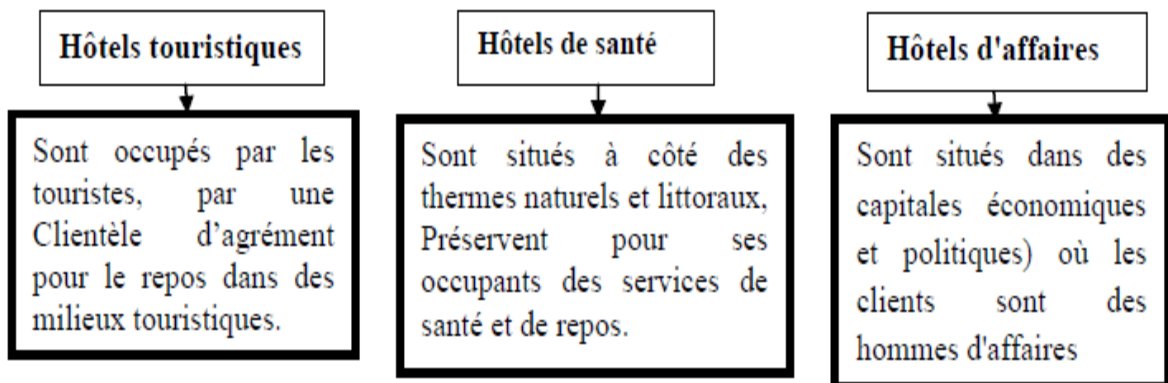 Hôtels touristiques
Sont occupés par les
touristes, par une
Clientèle d’agrément
pour le repos dans des
milieux touristiques.
Hôtels de santé
Sont situés à côté des
thermes naturels et littoraux,
Préservent pour ses
occupants des services de
santé et de repos.
Hôtels d'affaires
Sont situés dans des
capitales économiques
et politiques) où les
clients sont des
hommes d'affaires